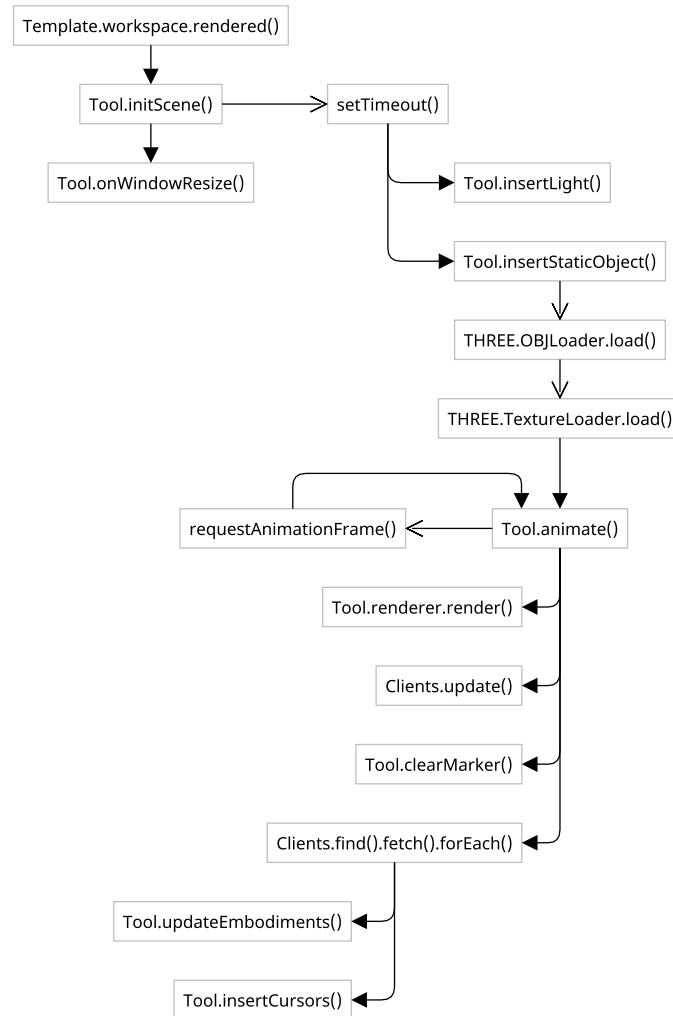 Template.workspace.rendered()
Tool.initScene()
setTimeout()
Tool.onWindowResize()
Tool.insertLight()
Tool.insertStaticObject()
THREE.OBJLoader.load()
THREE.TextureLoader.load()
requestAnimationFrame()
Tool.animate()
Tool.renderer.render()
Clients.update()
Tool.clearMarker()
Clients.find().fetch().forEach()
Tool.updateEmbodiments()
Tool.insertCursors()